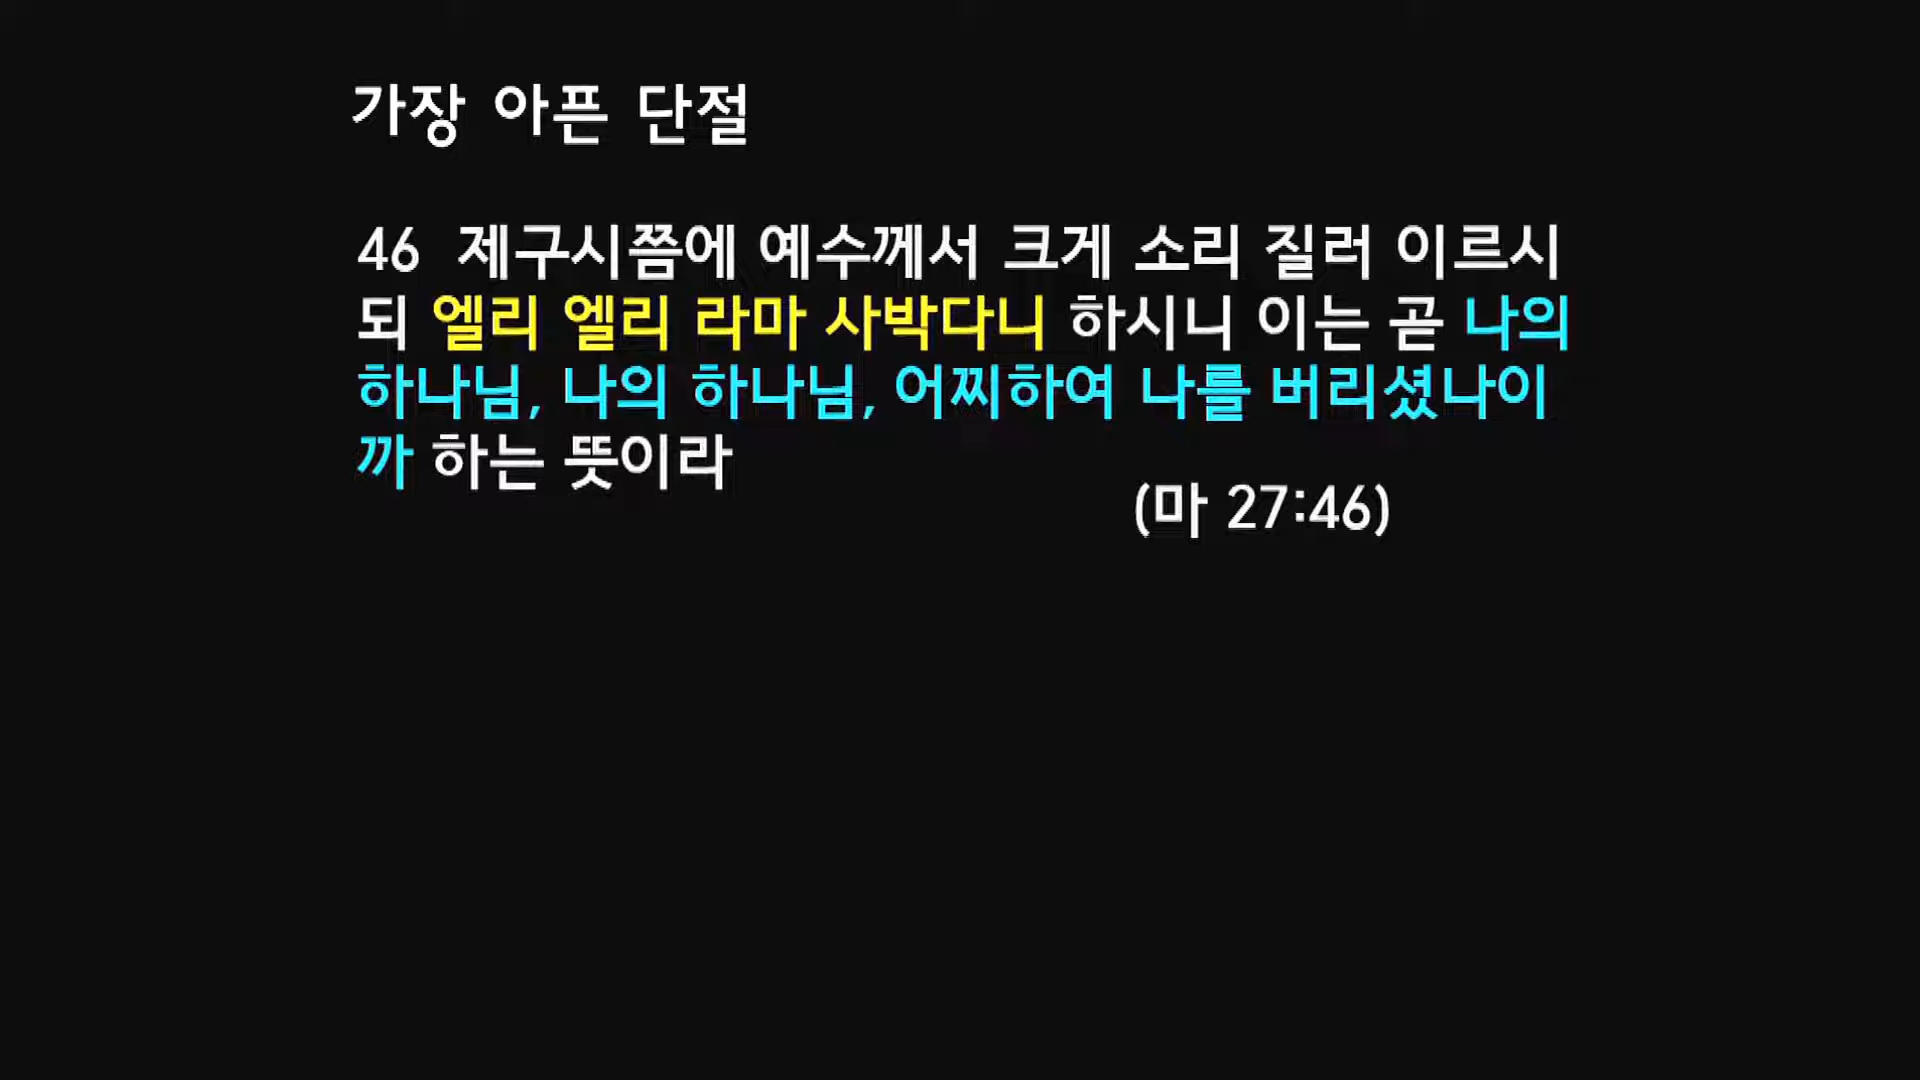 가장 아픈 단절
46 제구시쯤에 예수께서 크게 소리 질러 이르시
되 엘리 엘리 라마 사박다니 하시니 이는 곧 나의
하나님, 나의 하나님, 어찌하여 나를 버리셨나이
까 하는 뜻이라
(마 27:46)